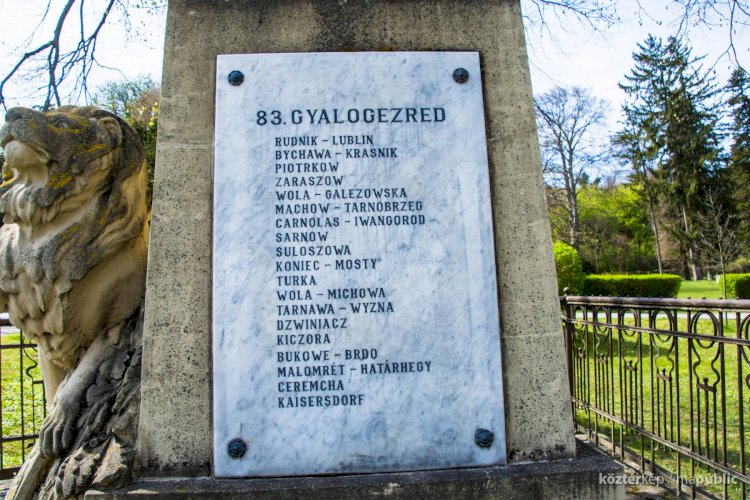 83. GYALOGEZRED
RUDNIK – LUBLIN
BYCHAWA – KRASNIK
PIOTRKOW
ZARASZOW
WOLA – GALEZOWSKA
MACHOW – TARNOBRZEG
CARNOLAS – IWANGOROD
SARNOW
SULOSZOWA
KONIEC – MOSTY
TURKA
WOLA – MICHOWA
TARNAWA – WYZNA
DZWINIACZ
KICZORA
BUKOWE – BRDO
MALOMRÉT – HATÁRHEGY
CEREMCHA
KAISERSDORF
köztérkép / mapublic